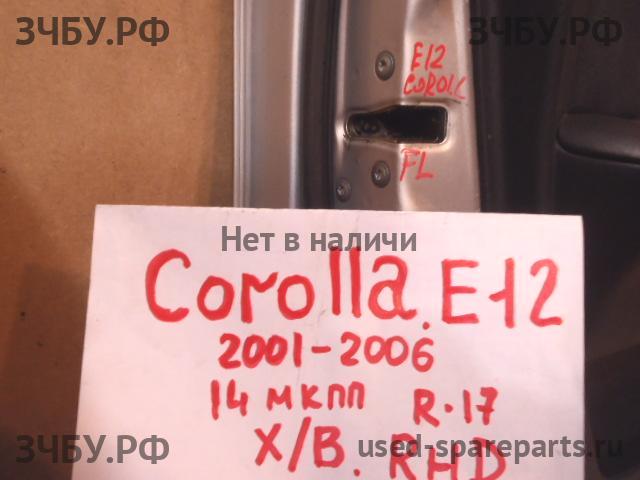 ЗЧБУ.РФ
ЗЧБУ.РФ
E12
COROLL
FL
Нет в наличи
Corolla. E12
2001-2006
14 МКПП R-17
Х/В. RHD
ЗЧБУ.РФ
used-spareparts.ru